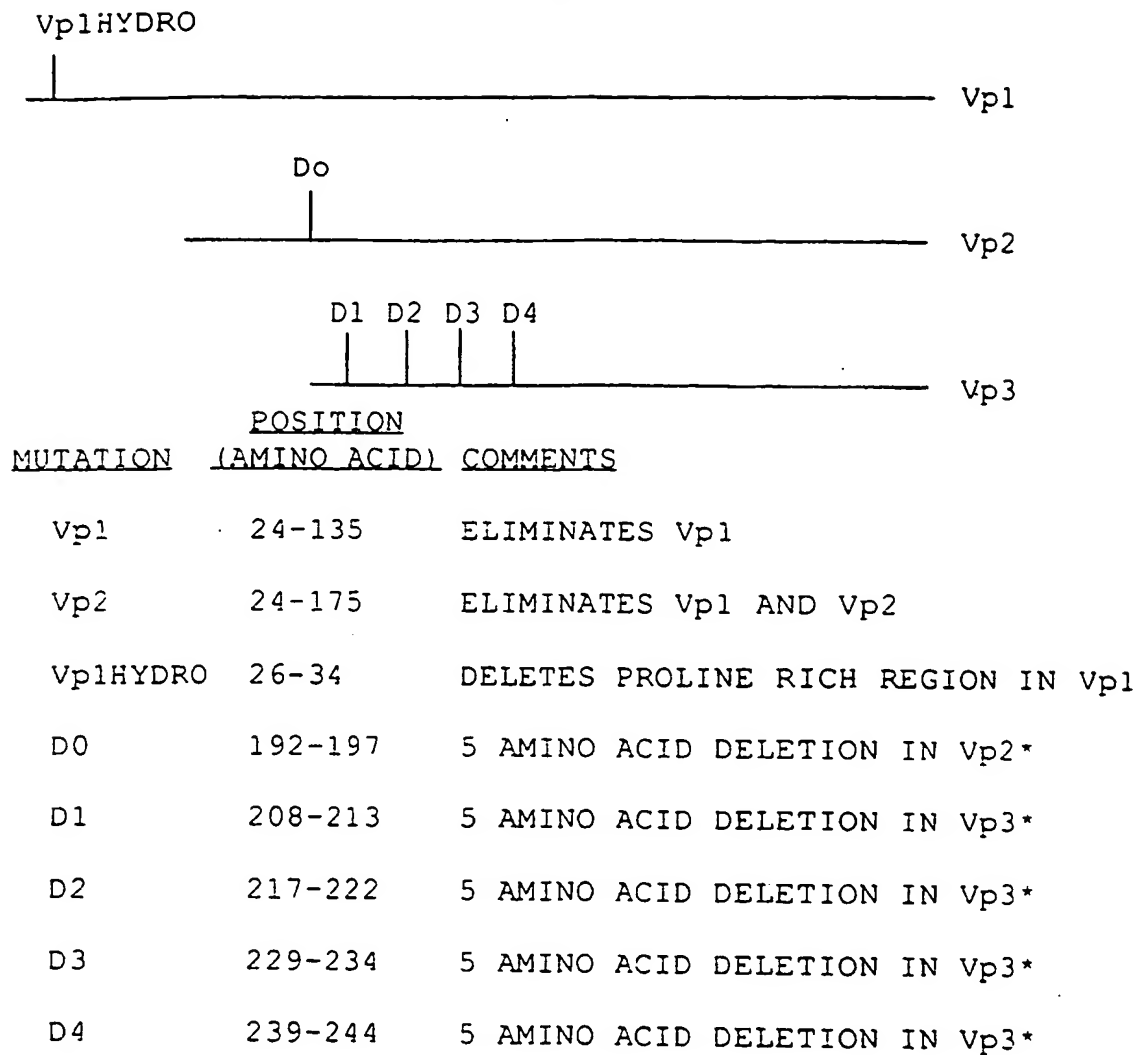 Vp1HYDRO
Vp1
Do
Vp2
D1 D2 D3 D4
Vp3
POSITION
MUTATION (AMINO ACID) COMMENTS
Vp1 24-135 ELIMINATES Vp1
Vp2 24-175 ELIMINATES Vp1 AND Vp2
Vp1HYDRO 26-34 DELETES PROLINE RICH REGION IN Vp1
D0 192-197 5 AMINO ACID DELETION IN Vp2*
D1 208-213 5 AMINO ACID DELETION IN Vp3*
D2 217-222 5 AMINO ACID DELETION IN Vp3*
D3 229-234 5 AMINO ACID DELETION IN Vp3*
D4 239-244 5 AMINO ACID DELETION IN Vp3*